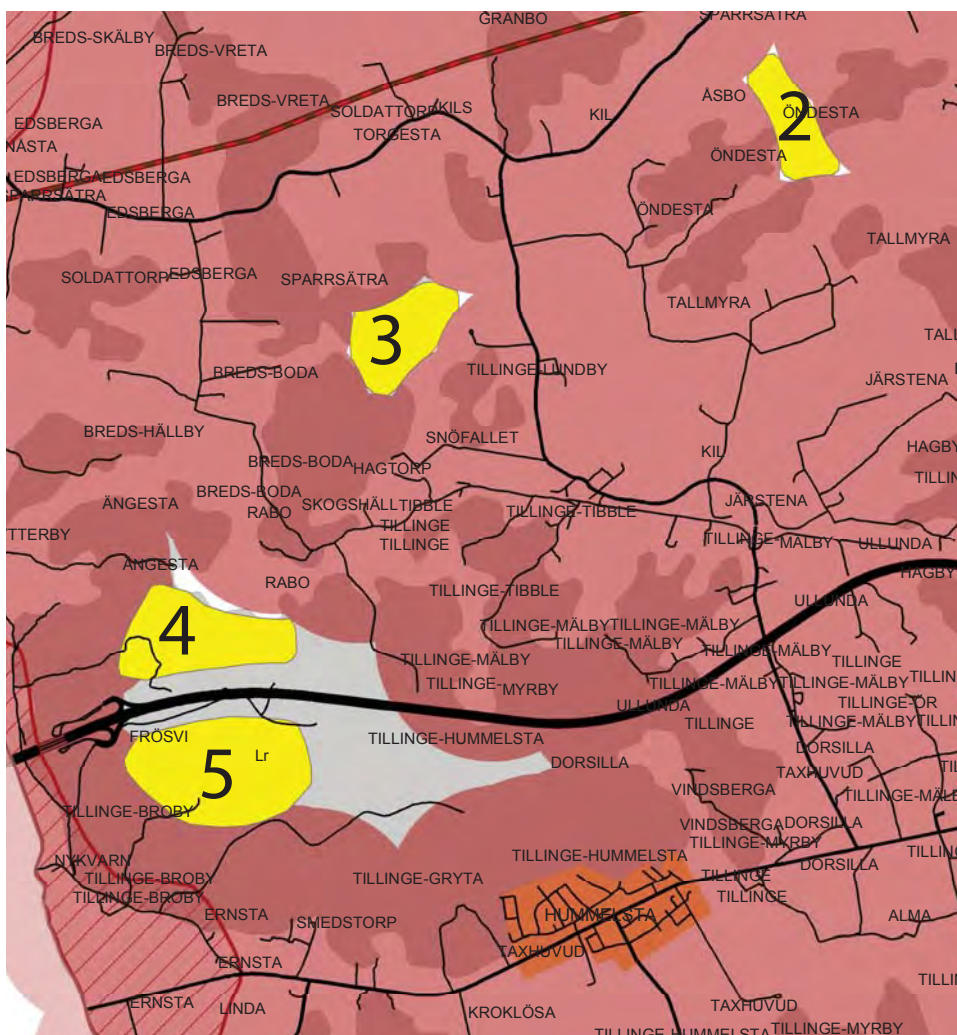 GRANBO
SPARRSÄTRA
BREDS-SKÄLBY
BREDS-VRETA
BREDS-VRETA
SOLDATTORP
KILS
ÅSBO
2
KIL
ÖNDESTA
EDSBERGA
TORGESTA
ÖNDESTA
EDSBERGA
EDSBERGA
EDSBERGA
ÖNDESTA
TALLMYRA
SOLDATTORP
EDSBERGA
SPARRSÄTRA
TALLMYRA
3
BREDS-BODA
TILLINGE-LUNDBY
JÄRSTENA
BREDS-HÄLLBY
SNÖFALLET
KIL
BREDS-BODA
HAGTORP
BREDS-BODA
RABO
SKOGSHÄLL
TIBBLE
ÄNGESTA
TILLINGE
TILLINGE
TILLINGE-TIBBLE
JÄRSTENA
TILLINGE-MÄLBY
ULLUNDA
HAGBY
ÄNGESTA
RABO
TILLINGE-TIBBLE
ULLUNDA
4
TILLINGE-MÄLBY
TILLINGE-MÄLBY
TILLINGE-MÄLBY
TILLINGE-MÄLBY
TILLINGE-MÄLBY
TILLINGE
TILLINGE-MYRBY
TILLINGE-MÄLBY
TILLINGE-MÄLBY
TILLINGE-ÖR
ULLUNDA
TILLINGE
TILLINGE-MÄLBY
FRÖSVI
TILLINGE-HUMMELSTA
DORSILLA
5
Lr
DORSILLA
TAXHUVUD
VINDSBERGA
TILLINGE-BROBY
VINDSBERGA
DORSILLA
TILLINGE-MYRBY
NYKVARN
TILLINGE-BROBY
TILLINGE-BROBY
TILLINGE-GRYTA
TILLINGE-HUMMELSTA
TILLINGE
TILLINGE
DORSILLA
ERNSTA
SHEDSTORP
HUMMELSTA
ALMA
TAXHUVUD
ERNSTA
ERNSTA
LINDA
KROKLÖSA
TAXHUVUD
TILLINGE-MYRBY